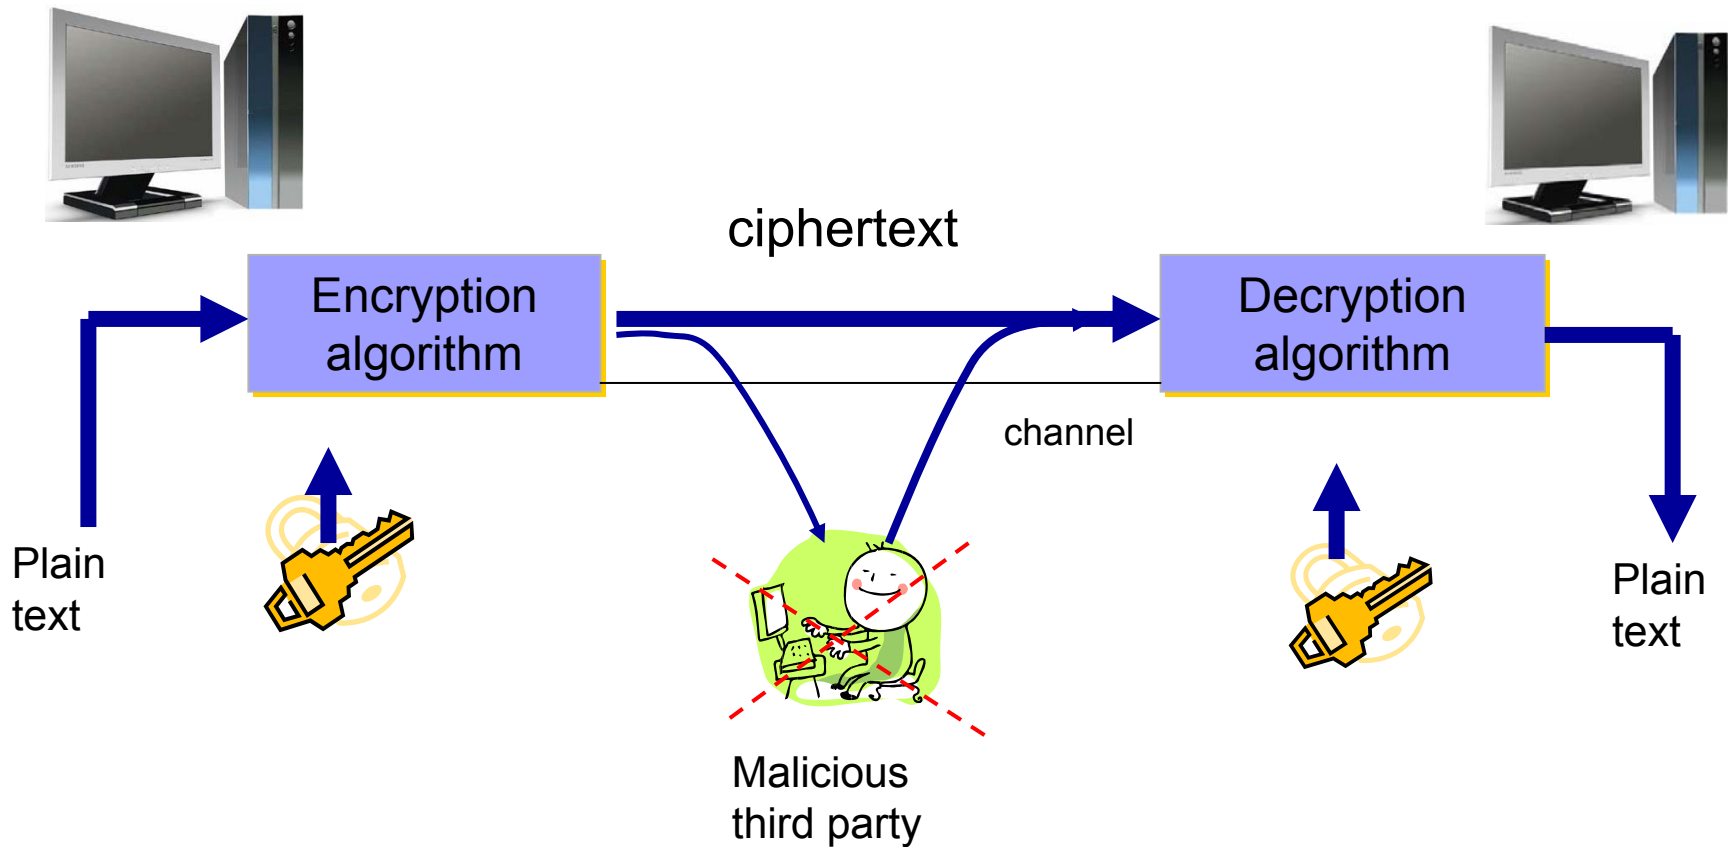 ciphertext
Encryption
algorithm
Decryption
algorithm
channel
Plain
text
Plain
text
Malicious
third party